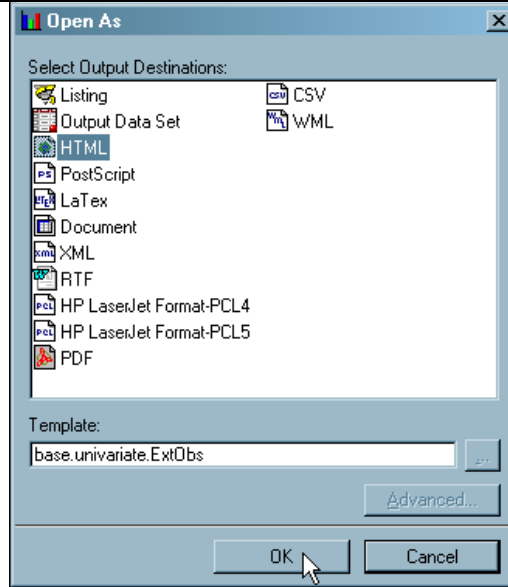 Open As
Select Output Destinations:
Listing
Output Data Set
HTML
PostScript
LaTex
Document
XML
RTF
HP LaserJet Format-PCL4
HP LaserJet Format-PCL5
PDF
CSV
WML
Template:
base.univariate.ExtObs
...
Advanced...
OK
Cancel